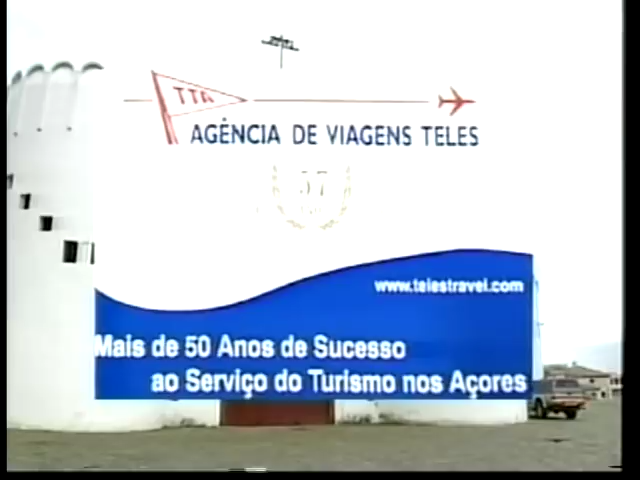 TTA
AGÊNCIA DE VIAGENS TELES
57
www.telestravel.com
Mais de 50 Anos de Sucesso
ao Serviço do Turismo nos Açores